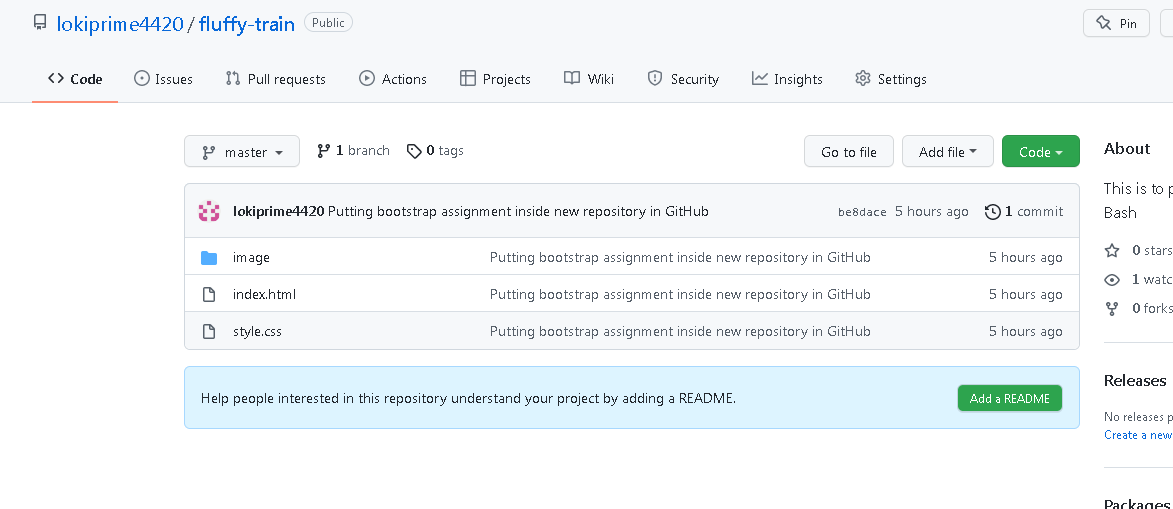 lokiprime4420 / fluffy-train Public
Pin
Code Issues Pull requests Actions Projects Wiki Security Insights Settings
master 1 branch 0 tags Go to file Add file Code
lokiprime4420 Putting bootstrap assignment inside new repository in GitHub be8dace 5 hours ago 1 commit
image Putting bootstrap assignment inside new repository in GitHub 5 hours ago
index.html Putting bootstrap assignment inside new repository in GitHub 5 hours ago
style.css Putting bootstrap assignment inside new repository in GitHub 5 hours ago
Help people interested in this repository understand your project by adding a README. Add a README
About
This is to
Bash
0 stars
1
0 forks
Releases
No releases
Create a new
Packages